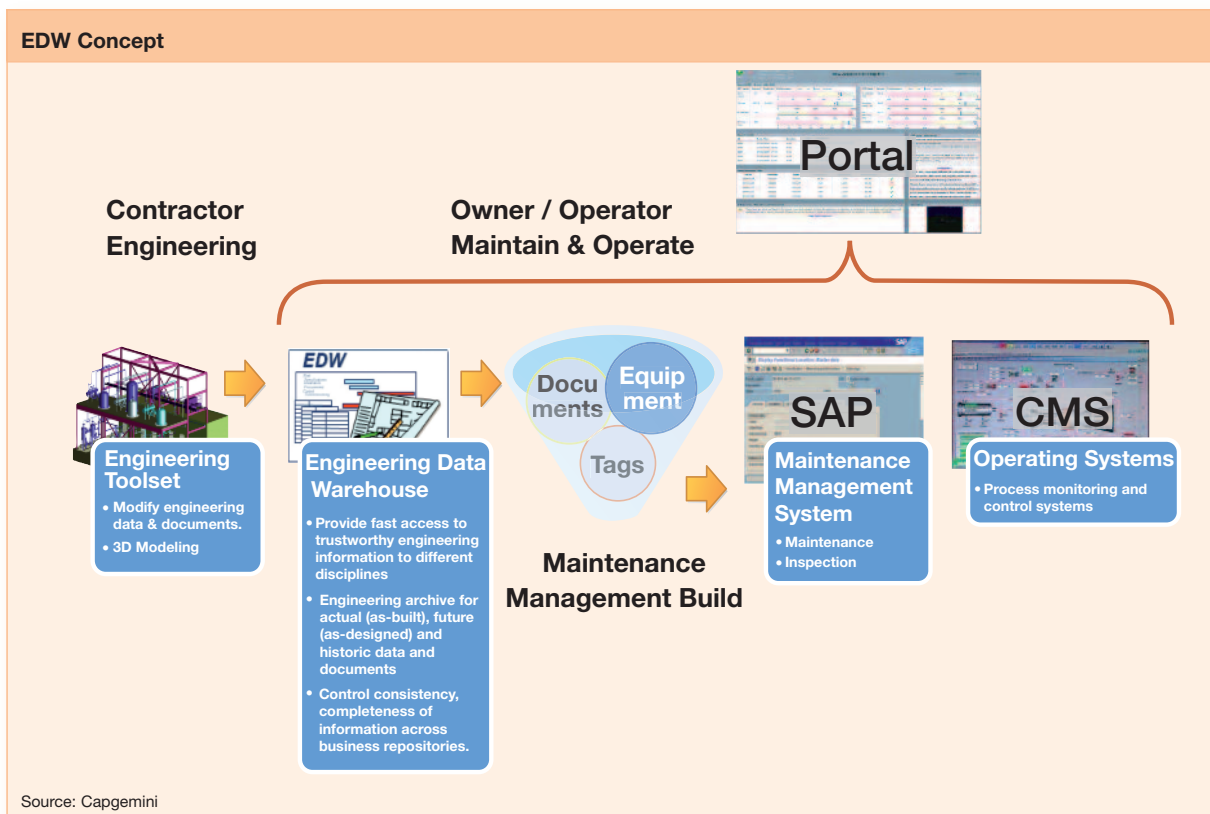 EDW Concept
Portal
Contractor
Engineering
Owner / Operator
Maintain & Operate
EDW
Docu
ments
Equip
ment
Tags
SAP
SAP
CMS
Engineering
Toolset
• Modify engineering
data & documents.
• 3D Modeling
Engineering Data
Warehouse
• Provide fast access to
trustworthy engineering
information to different
disciplines
• Engineering archive for
actual (as-built), future
(as-designed) and
historic data and
documents
• Control consistency,
completeness of
information across
business repositories.
Maintenance
Management Build
Maintenance
Management
System
• Maintenance
• Inspection
Operating Systems
• Process monitoring and
control systems
Source: Capgemini